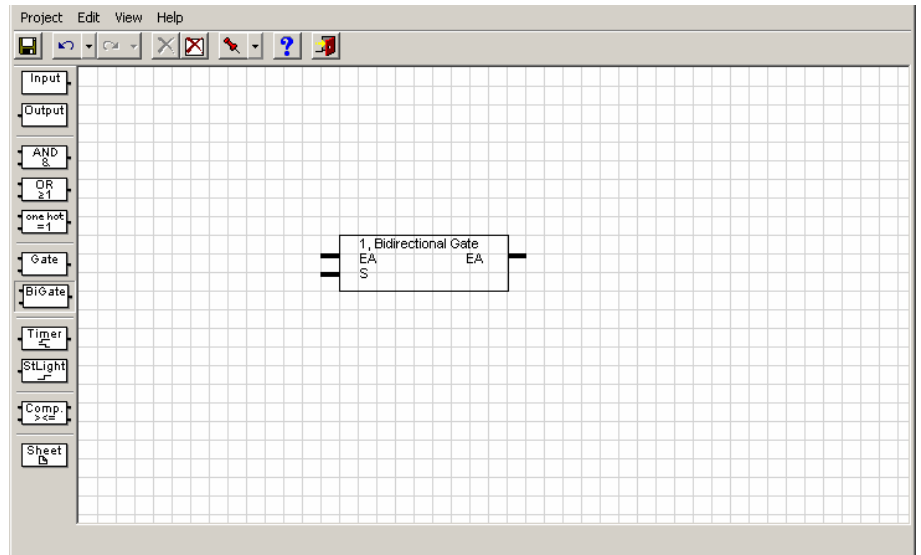 Project Edit View Help
?
Input
Output
AND
&
OR
≥1
one hot
=1
Gate
BiGate
Timer
StLight
Comp.
><=
Sheet
1, Bidirectional Gate
EA EA
S